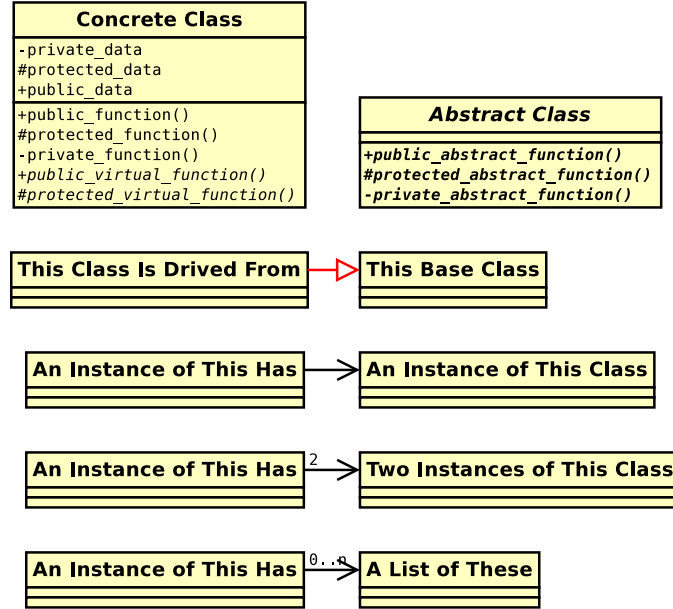 Concrete Class
-private_data
#protected_data
+public_data
+public_function()
#protected_function()
-private_function()
+public_virtual_function()
#protected_virtual_function()
Abstract Class
+public_abstract_function()
#protected_abstract_function()
-private_abstract_function()
This Class Is Drived From
This Base Class
An Instance of This Has
An Instance of This Class
An Instance of This Has
2
Two Instances of This Class
An Instance of This Has
0..n
A List of These